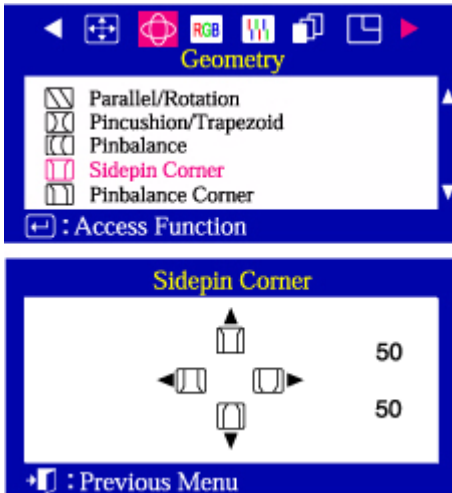 RGB
Geometry
Parallel/Rotation
Pincushion/Trapezoid
Pinbalance
Sidepin Corner
Pinbalance Corner
: Access Function
Sidepin Corner
50
50
: Previous Menu